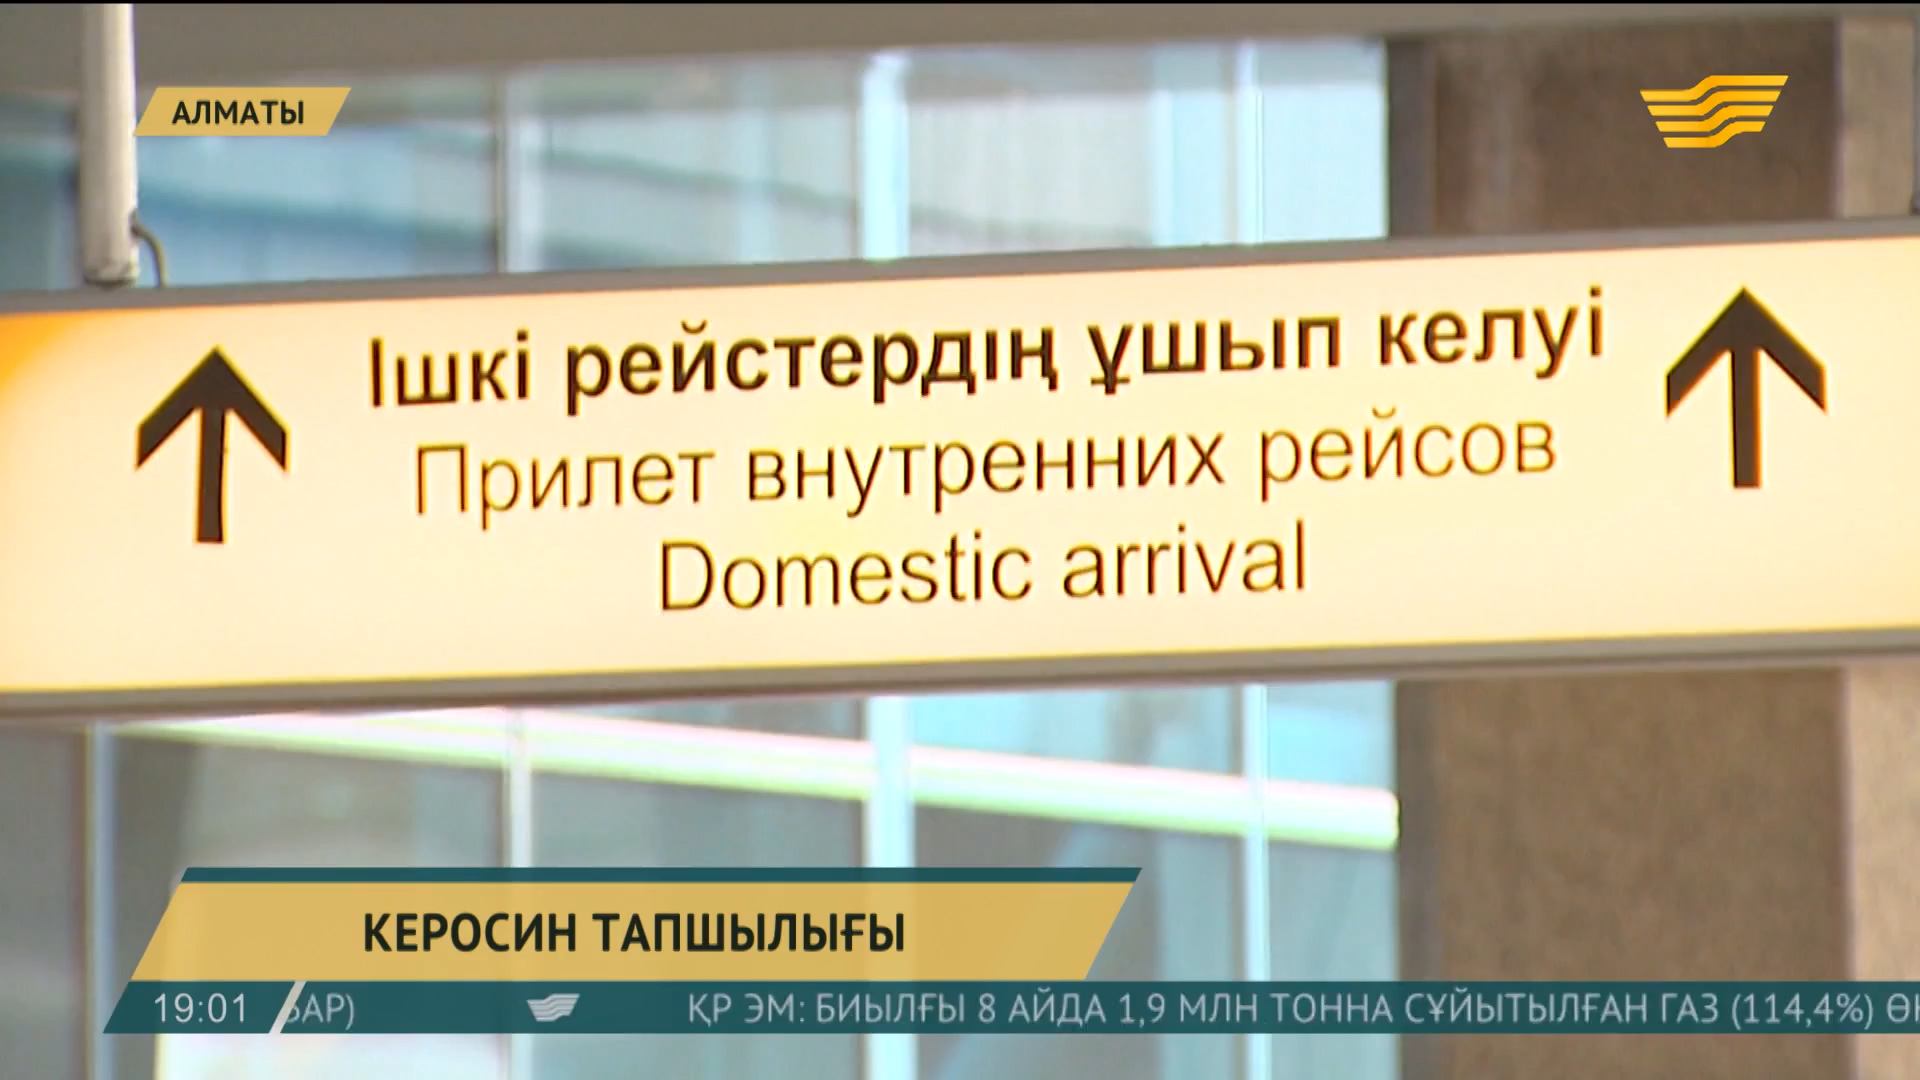 АЛМАТЫ
Ішкі рейстердің ұшып келуі
Прилет внутренних рейсов
Domestic arrival
КЕРОСИН ТАПШЫЛЫҒЫ
19:01 ҚР ЭМ: БИЫЛҒЫ 8 АЙДА 1,9 МЛН ТОННА СҰЙЫТЫЛҒАН ГАЗ (114,4%)